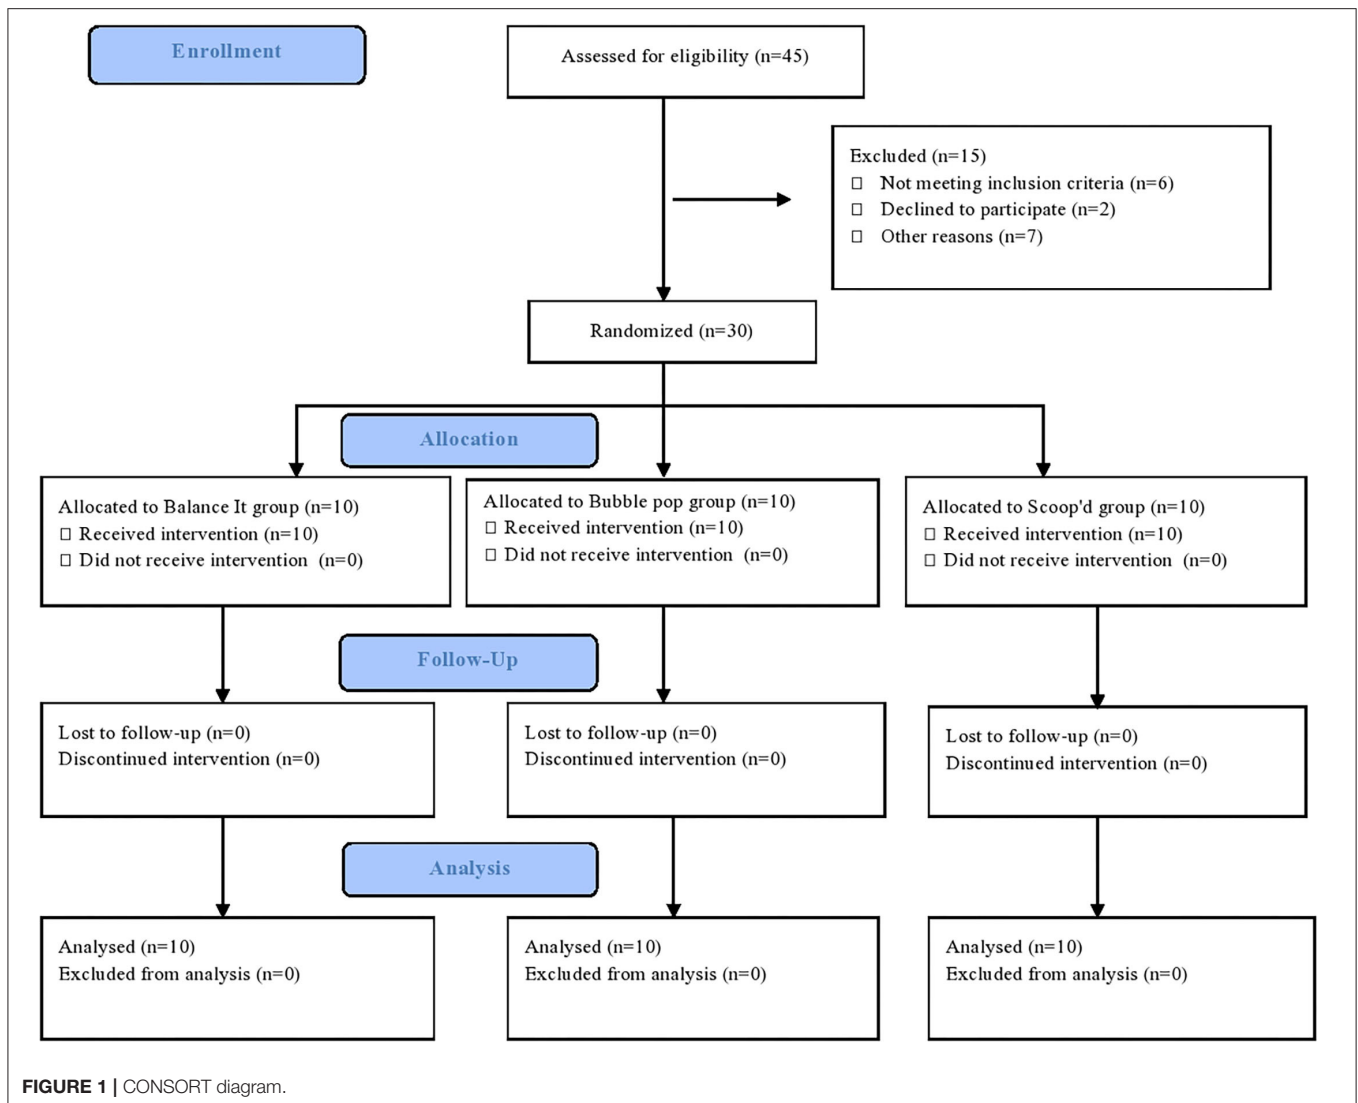 Enrollment
Assessed for eligibility (n=45)
Excluded (n=15)
□ Not meeting inclusion criteria (n=6)
□ Declined to participate (n=2)
□ Other reasons (n=7)
Randomized (n=30)
Allocation
Allocated to Balance It group (n=10)
□ Received intervention (n=10)
□ Did not receive intervention (n=0)
Allocated to Bubble pop group (n=10)
□ Received intervention (n=10)
□ Did not receive intervention (n=0)
Allocated to Scoop'd group (n=10)
□ Received intervention (n=10)
□ Did not receive intervention (n=0)
Follow-Up
Lost to follow-up (n=0)
Discontinued intervention (n=0)
Lost to follow-up (n=0)
Discontinued intervention (n=0)
Lost to follow-up (n=0)
Discontinued intervention (n=0)
Analysis
Analysed (n=10)
Excluded from analysis (n=0)
Analysed (n=10)
Excluded from analysis (n=0)
Analysed (n=10)
Excluded from analysis (n=0)
FIGURE 1 | CONSORT diagram.